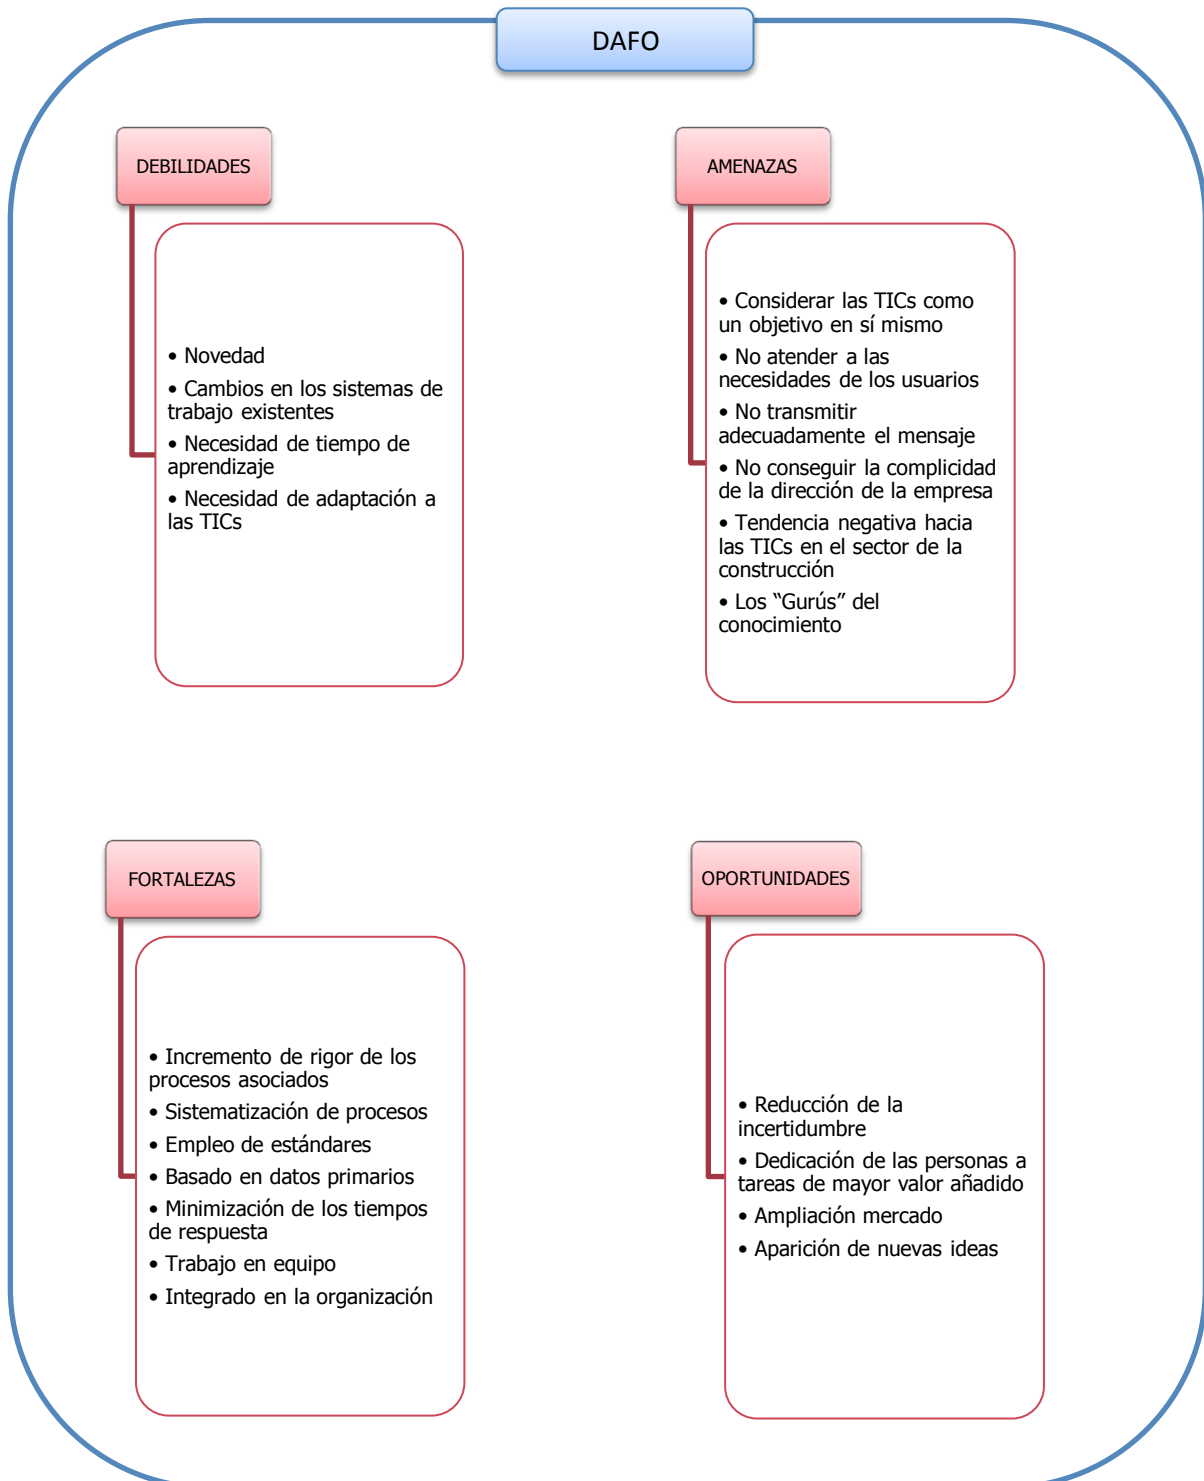 DAFO
DEBILIDADES
• Novedad
• Cambios en los sistemas de
trabajo existentes
• Necesidad de tiempo de
aprendizaje
• Necesidad de adaptación a
las TICs
AMENAZAS
• Considerar las TICs como
un objetivo en sí mismo
• No atender a las
necesidades de los usuarios
• No transmitir
adecuadamente el mensaje
• No conseguir la complicidad
de la dirección de la empresa
• Tendencia negativa hacia
las TICs en el sector de la
construcción
• Los “Gurús” del
conocimiento
FORTALEZAS
• Incremento de rigor de los
procesos asociados
• Sistematización de procesos
• Empleo de estándares
• Basado en datos primarios
• Minimización de los tiempos
de respuesta
• Trabajo en equipo
• Integrado en la organización
OPORTUNIDADES
• Reducción de la
incertidumbre
• Dedicación de las personas a
tareas de mayor valor añadido
• Ampliación mercado
• Aparición de nuevas ideas